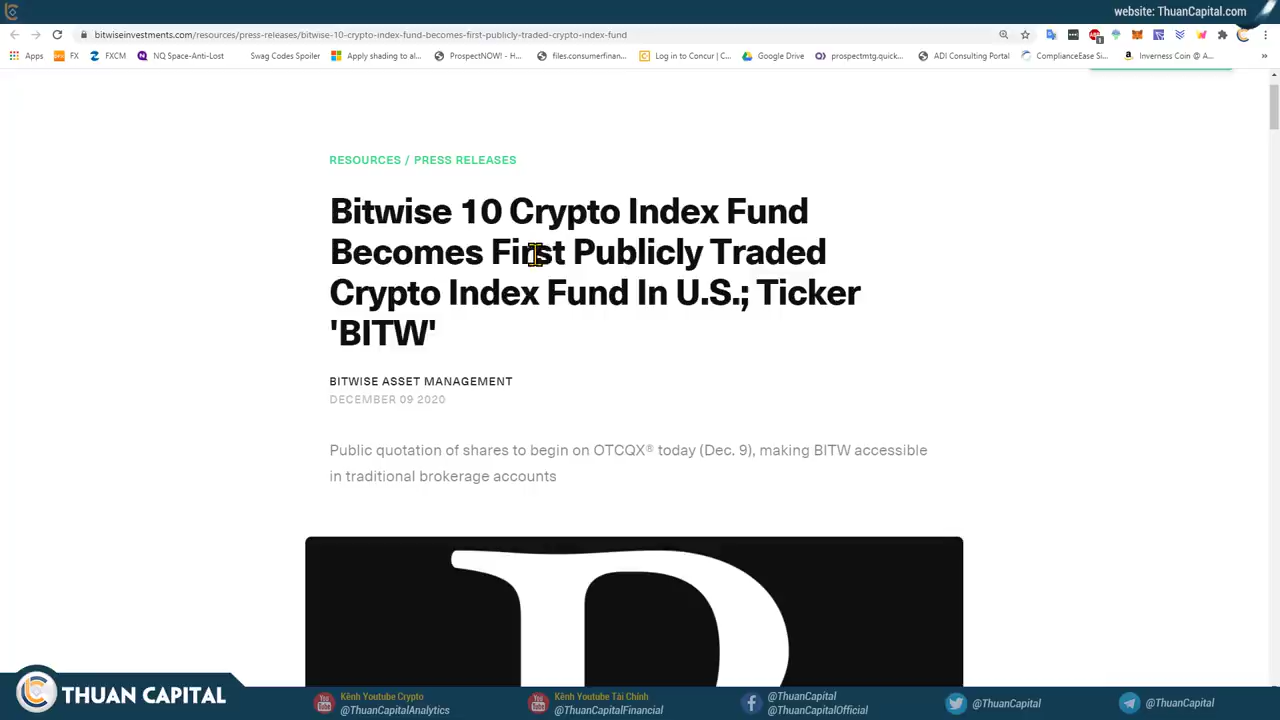 website: ThuanCapital.com
bitwiseinvestments.com/resources/press-releases/bitwise-10-crypto-index-fund-becomes-first-publicly-traded-crypto-index-fund
Apps FX FXCM NQ Space-Anti-Lost Swag Codes Spoiler Apply shading to al... ProspectNOW! - H... files.consumerfinan... Log in to Concur | C... Google Drive prospectmtg.quick... ADI Consulting Portal ComplianceEase Si... Inverness Coin @ A... »
RESOURCES / PRESS RELEASES
Bitwise 10 Crypto Index Fund
Becomes First Publicly Traded
Crypto Index Fund In U.S.; Ticker
'BITW'
BITWISE ASSET MANAGEMENT
DECEMBER 09 2020
Public quotation of shares to begin on OTCQX® today (Dec. 9), making BITW accessible
in traditional brokerage accounts
THUAN CAPITAL
Kênh Youtube Crypto
@ThuanCapitalAnalytics
Kênh Youtube Tài Chính
@ThuanCapitalFinancial
@ThuanCapital
@ThuanCapitalOfficial
@ThuanCapital
@ThuanCapital